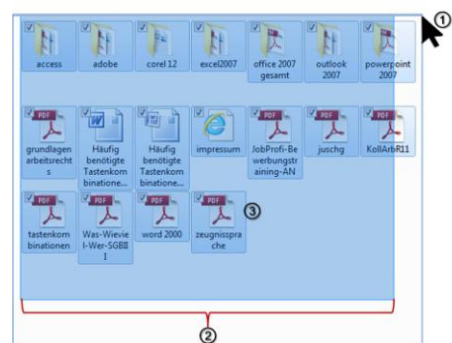 ①
access adobe corel 12 excel2007 office 2007 gesamt outlook 2007 powerpoint 2007
PDF W W PDF PDF PDF
grundlagen arbeitsrecht s Häufig benötigte Tastenkom binatione... Häufig benötigte Tastenkom binatione... impressum JobProfi-Be werbungstr aining-AN juschg KollArbR11
PDF PDF PDF PDF
tastenkom binationen Was-Wievie l-Wer-SGBII I word 2000 zeugnisspra che
③
②